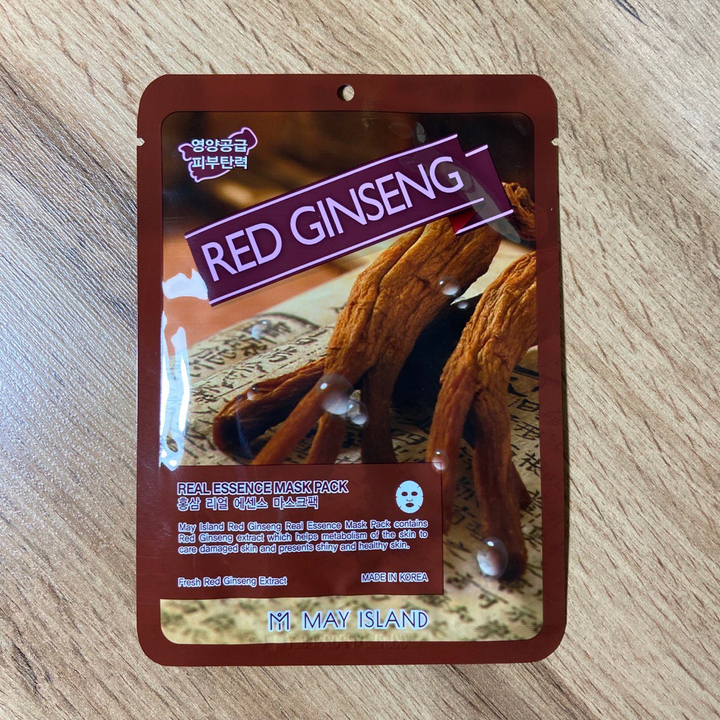 영양공급
피부탄력
RED GINSENG
REAL ESSENCE MASK PACK
홍삼 리얼 에센스 마스크팩
May Island Red Ginseng Real Essence Mask Pack contains
Red Ginseng extract which helps metabolism of the skin to
care damaged skin and presents shiny and healthy skin.
Fresh Red Ginseng Extract
MADE IN KOREA
MAY ISLAND